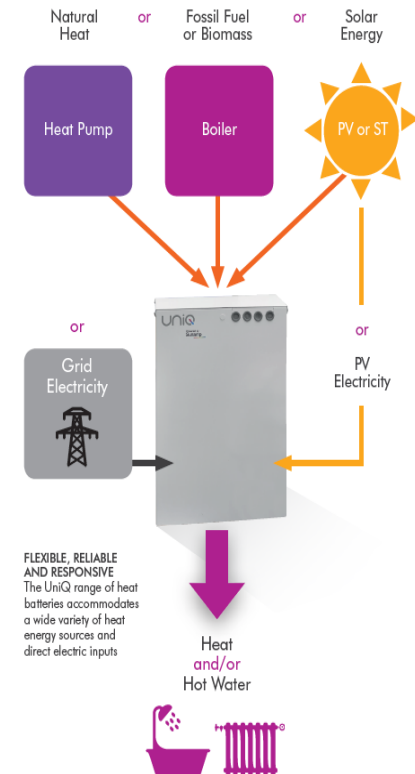 Natural
Heat
or
Fossil Fuel
or Biomass
or
Solar
Energy
Heat Pump
Boiler
PV or ST
UniQ
or
Grid
Electricity
or
PV
Electricity
FLEXIBLE, RELIABLE
AND RESPONSIVE
The UniQ range of heat
batteries accommodates
a wide variety of heat
energy sources and
direct electric inputs
Heat
and/or
Hot Water